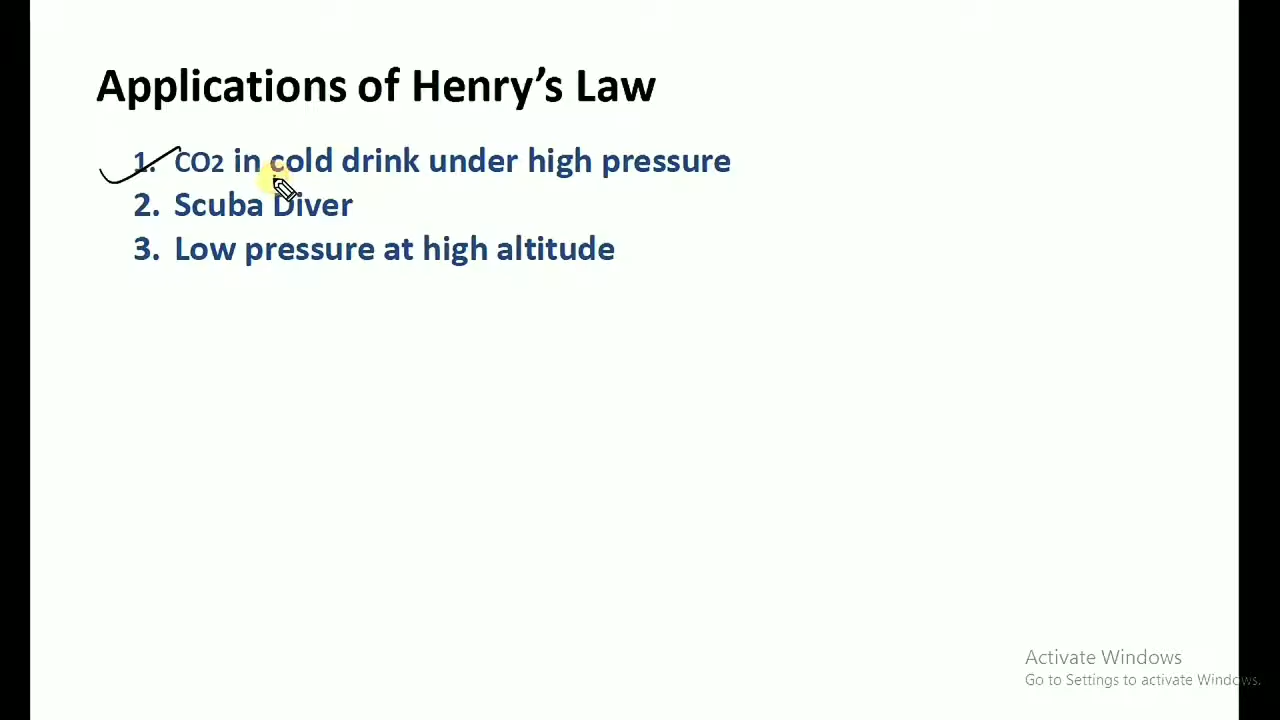 Applications of Henry’s Law
1. CO2 in cold drink under high pressure
2. Scuba Diver
3. Low pressure at high altitude
Activate Windows
Go to Settings to activate Windows.